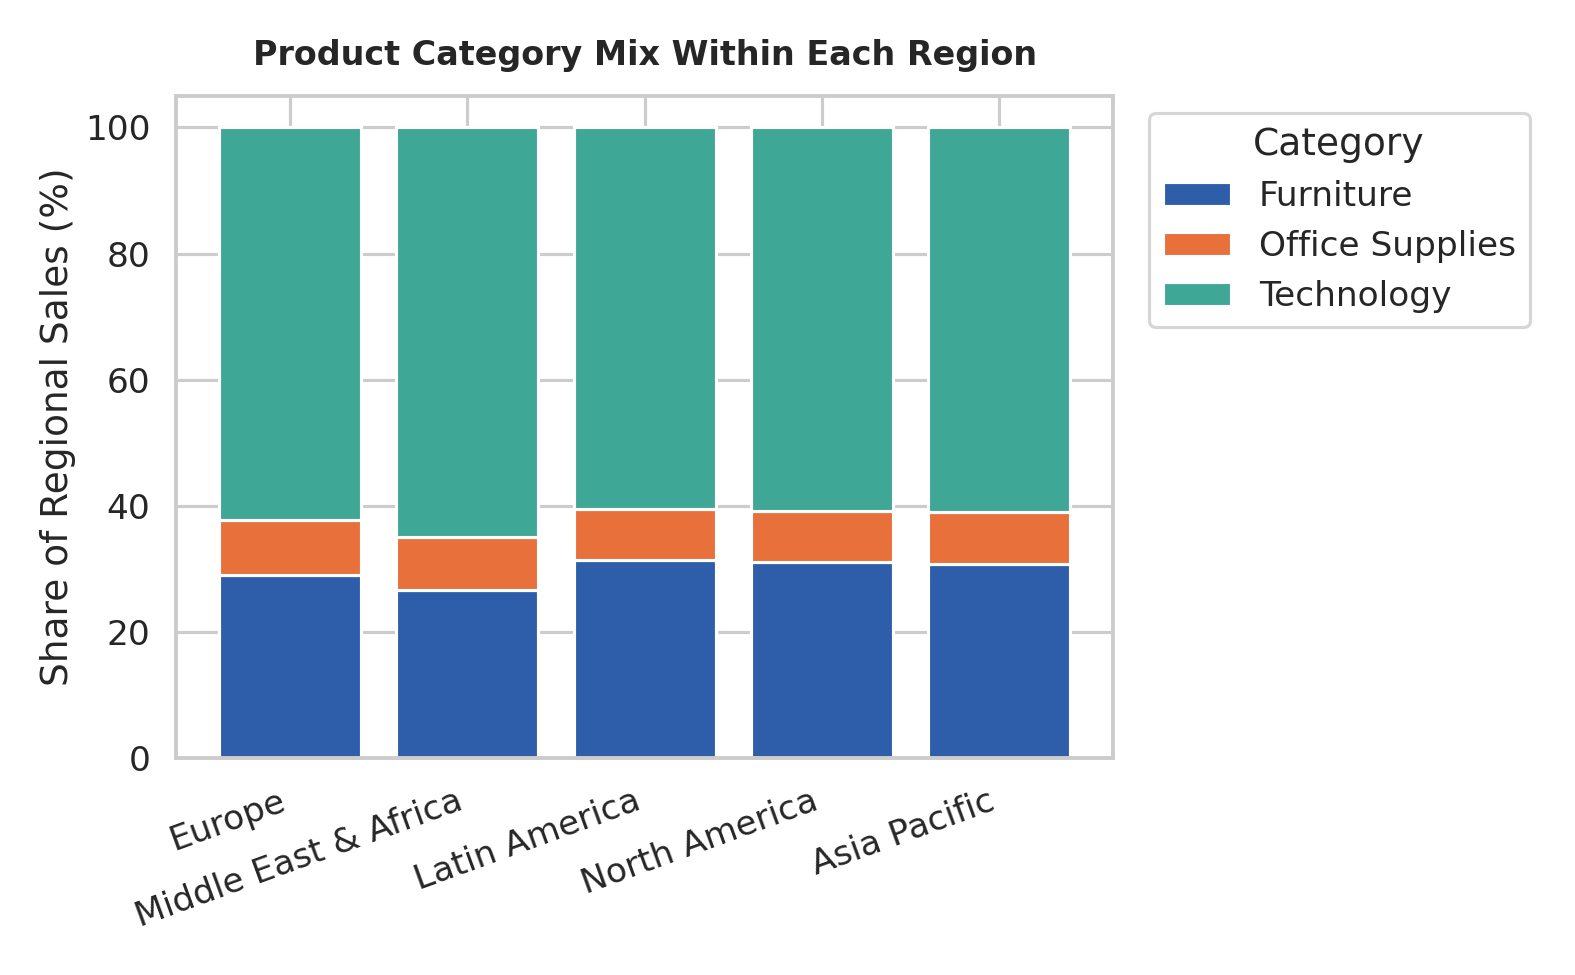 Product Category Mix Within Each Region
Share of Regional Sales (%)
100
80
60
40
20
0
Europe
Middle East & Africa
Latin America
North America
Asia Pacific
Category
Furniture
Office Supplies
Technology